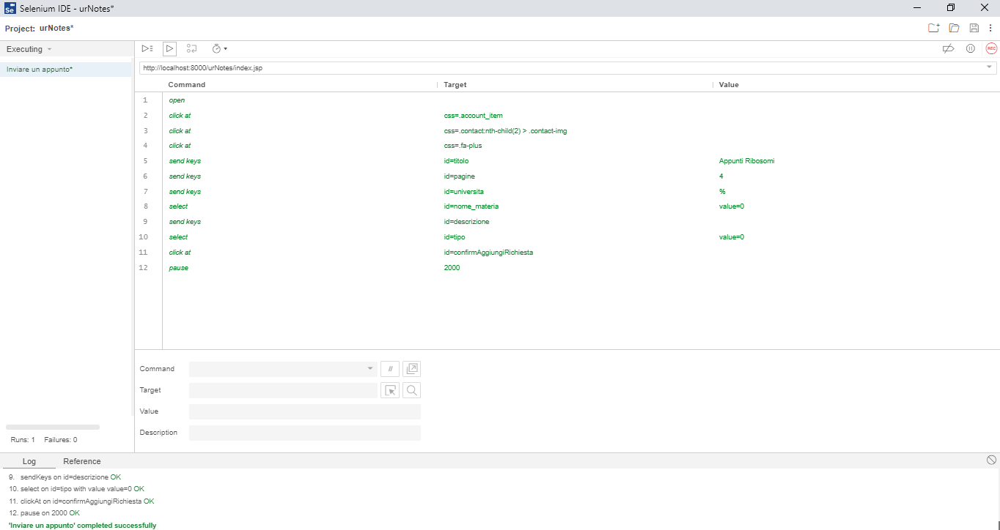 Selenium IDE - urNotes*
Project: urNotes*
Executing
Inviare un appunto*
http://localhost:8000/urNotes/index.jsp
REC
Command Target Value
1 open
2 click at css=.account_item
3 click at css=.contact:nth-child(2) > .contact-img
4 click at css=.fa-plus
5 send keys id=titolo Appunti Ribosomi
6 send keys id=pagine 4
7 send keys id=universita %
8 select id=nome_materia value=0
9 send keys id=descrizione
10 select id=tipo value=0
11 click at id=confirmAggiungiRichiesta
12 pause 2000
Command //
Target
Value
Description
Runs: 1 Failures: 0
Log Reference
9. sendKeys on id=descrizione OK
10. select on id=tipo with value value=0 OK
11. clickAt on id=confirmAggiungiRichiesta OK
12. pause on 2000 OK
'Inviare un appunto' completed successfully